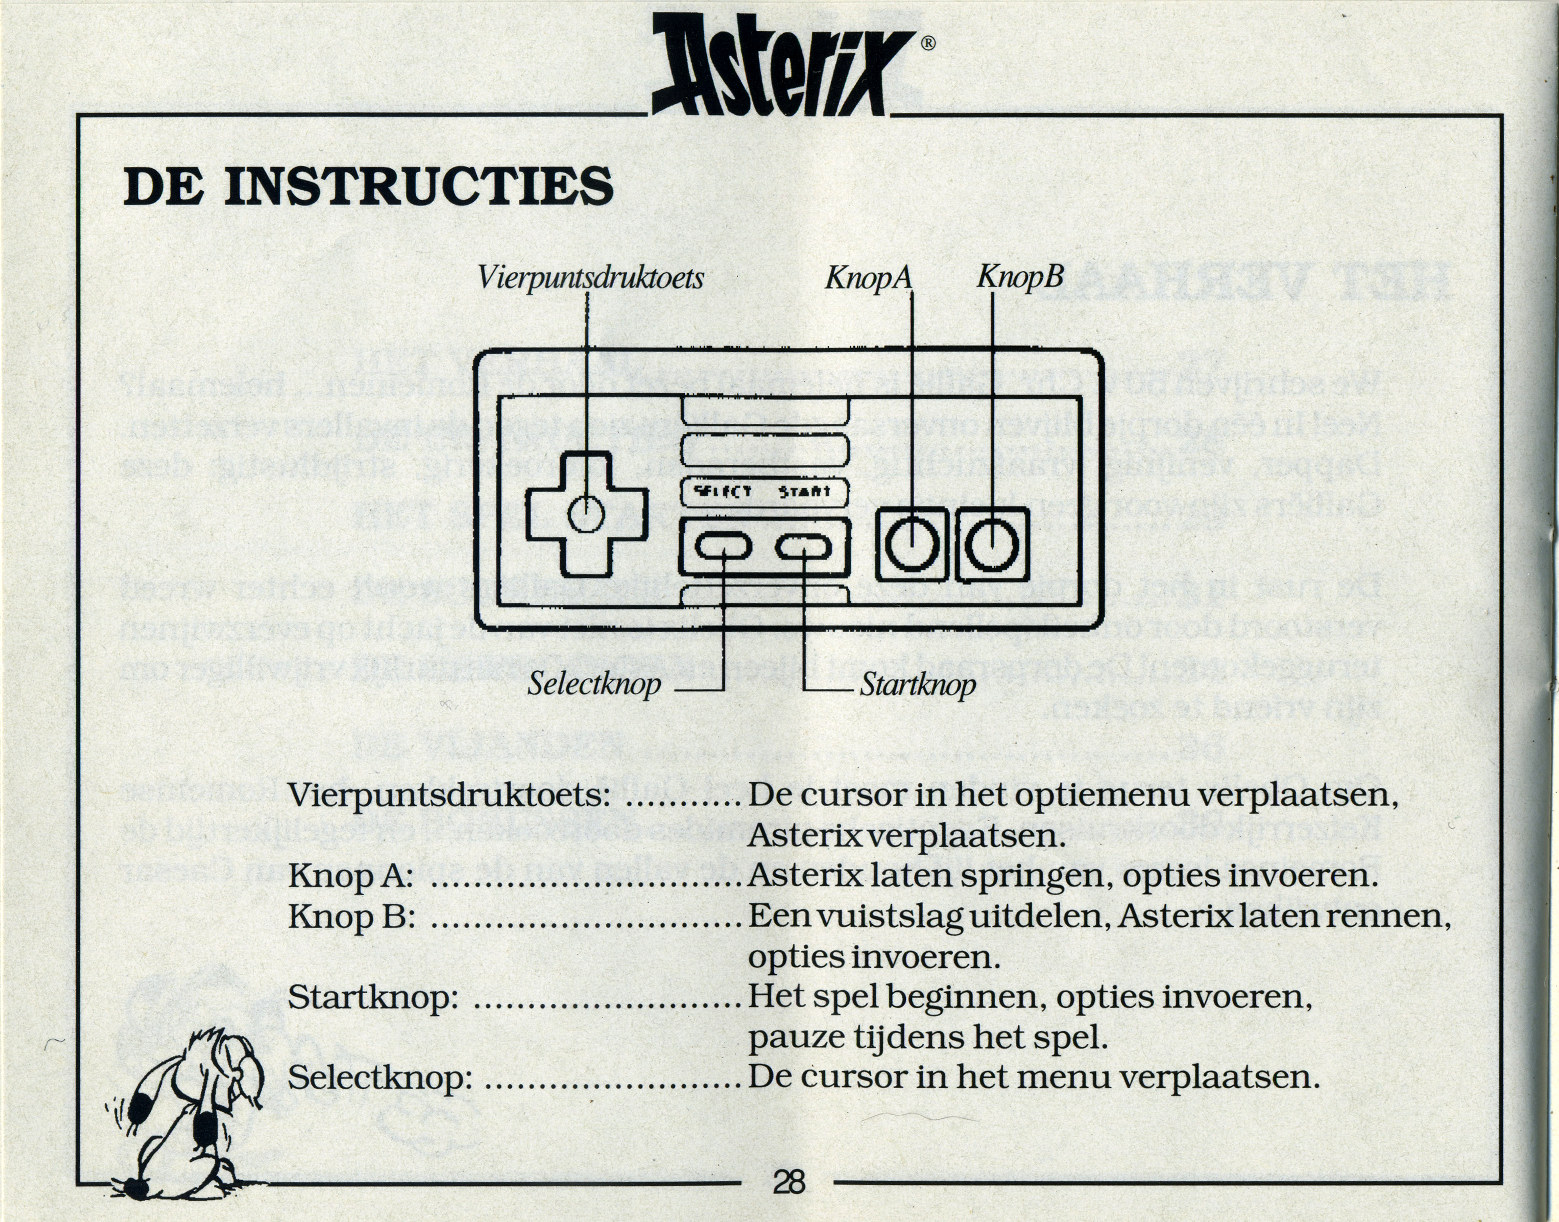 Asterix®
DE INSTRUCTIES
Vierpuntsdruktoets Knop A Knop B
SELECT START
Selectknop Startknop
Vierpuntsdruktoets: ........... De cursor in het optiemenu verplaatsen,
Asterix verplaatsen.
Knop A: ............................ Asterix laten springen, opties invoeren.
Knop B: ............................ Een vuistslag uitdelen, Asterix laten rennen,
opties invoeren.
Startknop: ........................ Het spel beginnen, opties invoeren,
pauze tijdens het spel.
Selectknop: ....................... De cursor in het menu verplaatsen.
28